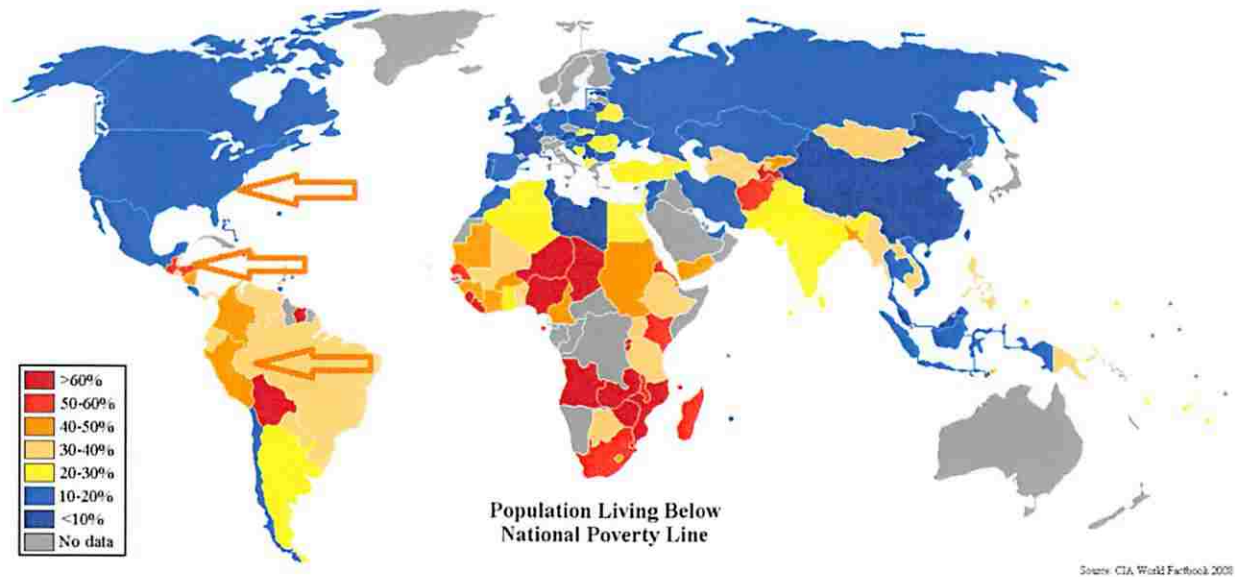 >60%
50-60%
40-50%
30-40%
20-30%
10-20%
<10%
No data
Population Living Below
National Poverty Line
Source: CIA World Factbook 2008